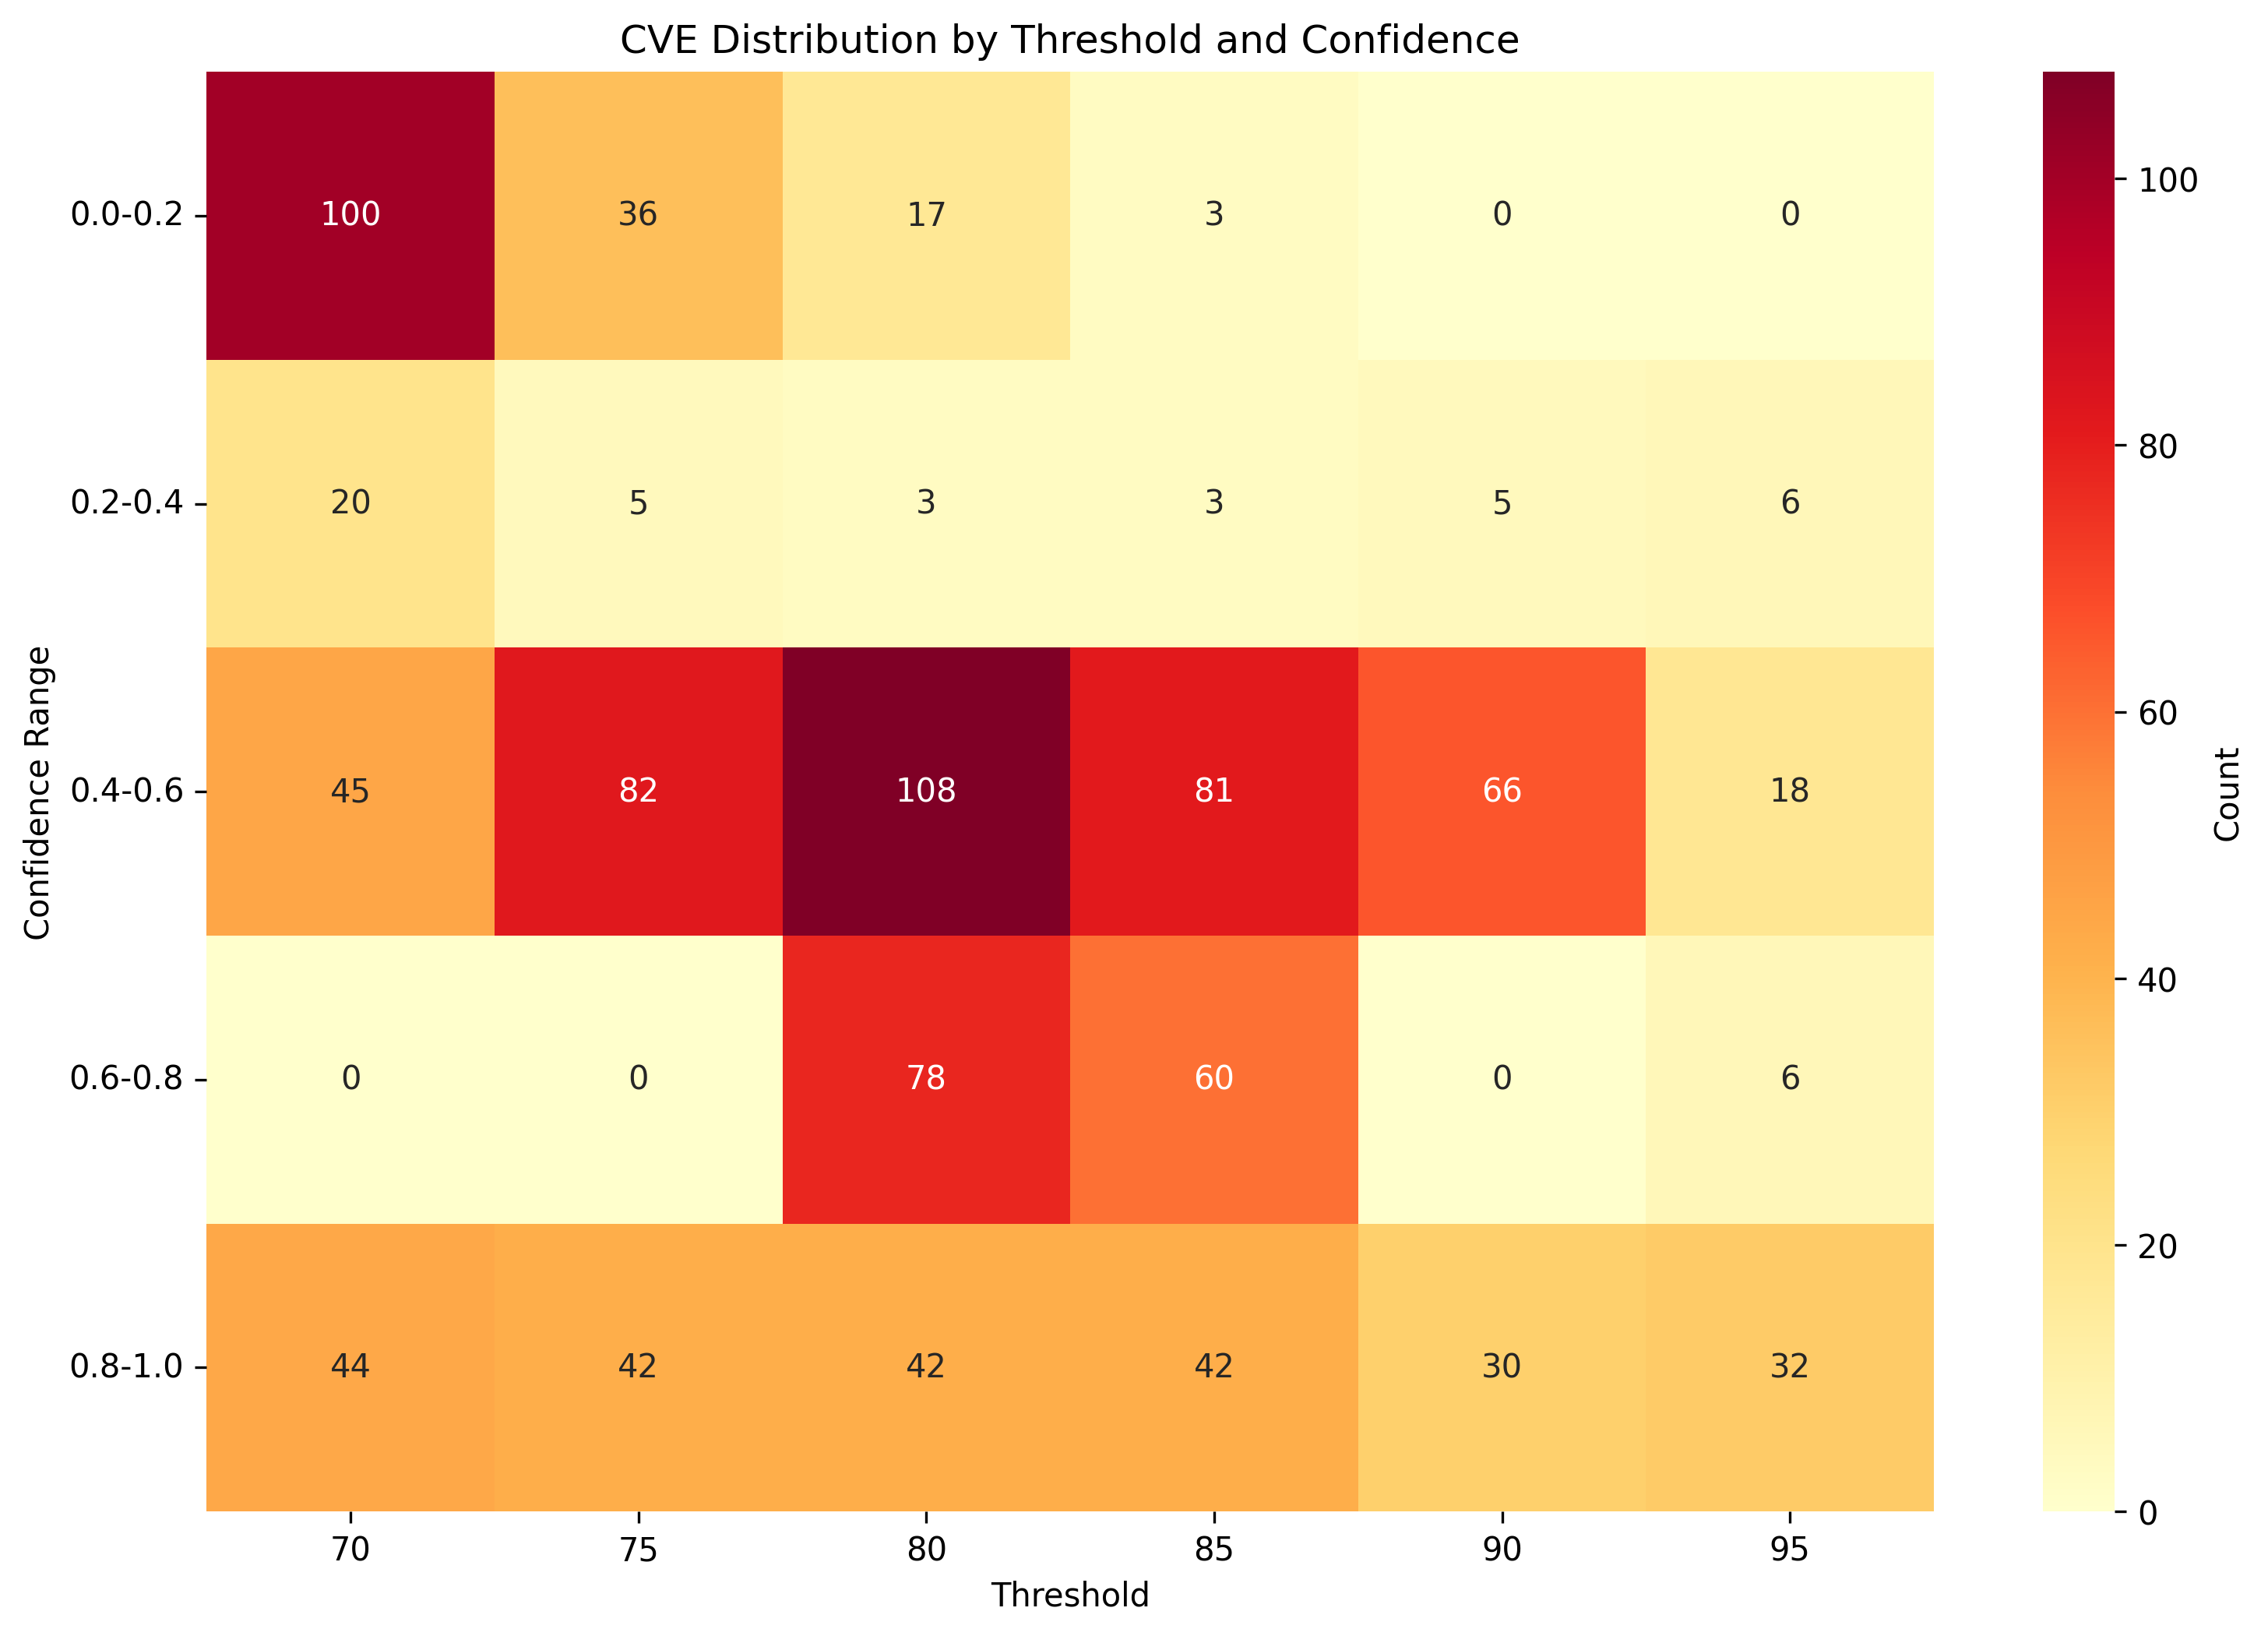 CVE Distribution by Threshold and Confidence
Confidence Range
0.0-0.2 100 36 17 3 0 0
0.2-0.4 20 5 3 3 5 6
0.4-0.6 45 82 108 81 66 18
0.6-0.8 0 0 78 60 0 6
0.8-1.0 44 42 42 42 30 32
70 75 80 85 90 95
Threshold
100
80
60
40
20
0
Count